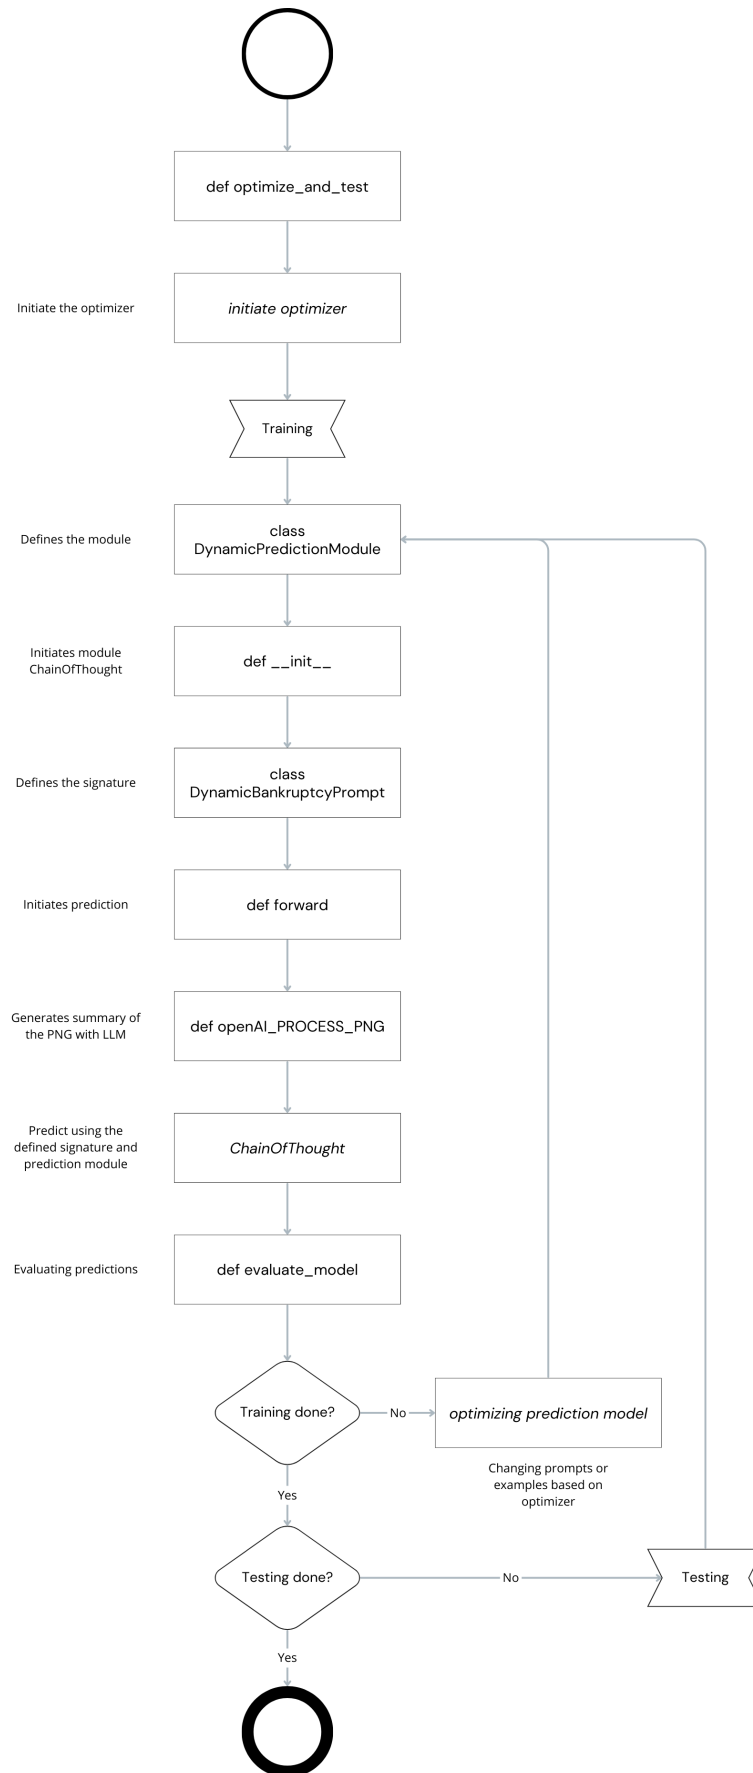 def optimize_and_test
Initiate the optimizer
initiate optimizer
Training
Defines the module
class
DynamicPredictionModule
Initiates module
ChainOfThought
def __init__
Defines the signature
class
DynamicBankruptcyPrompt
Initiates prediction
def forward
Generates summary of
the PNG with LLM
def openAI_PROCESS_PNG
Predict using the
defined signature and
prediction module
ChainOfThought
Evaluating predictions
def evaluate_model
Training done?
No
optimizing prediction model
Changing prompts or
examples based on
optimizer
Yes
Testing done?
No
Testing
Yes